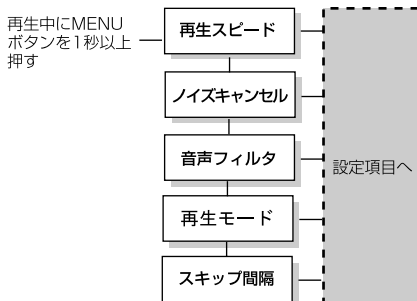 再生中にMENU
ボタンを1秒以上
押す
再生スピード
ノイズキャンセル
音声フィルタ
再生モード
スキップ間隔
設定項目へ